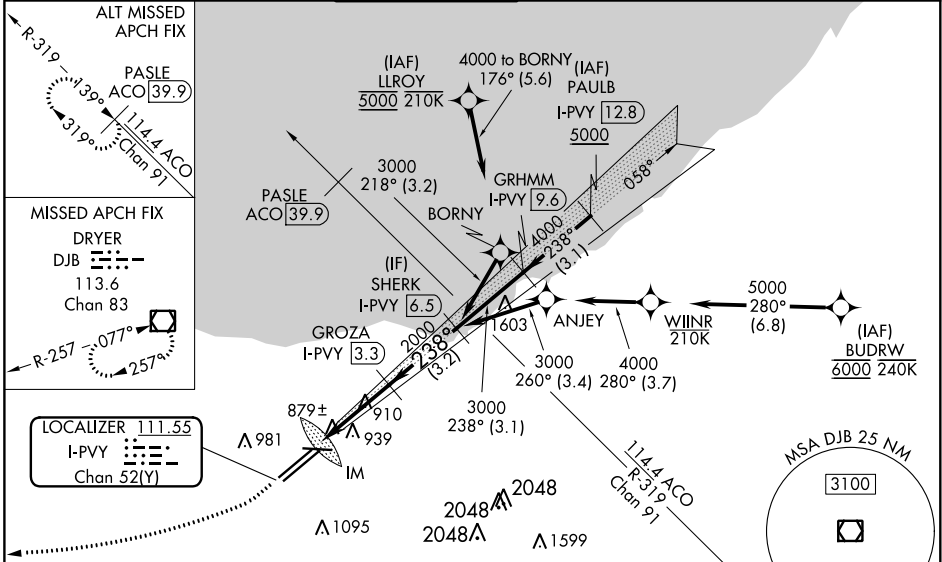 ALT MISSED
APCH FIX
R-319
139°
PASLE
ACO 39.9
319°
114.4 ACO
Chan 91
MISSED APCH FIX
DRYER
DJB
113.6
Chan 83
R-257
077°
257°
LOCALIZER 111.55
I-PVY
Chan 52(Y)
(IAF)
LLROY
5000 210K
4000 to BORNY
176° (5.6)
(IAF)
PAULB
I-PVY 12.8
5000
058°
3000
218° (3.2)
GRHMM
I-PVY 9.6
PASLE
ACO 39.9
BORNY
4000
238°
(3.1)
(IF)
SHERK
I-PVY 6.5
1603
ANJEY
WIINR
210K
5000
280°
(6.8)
(IAF)
BUDRW
6000 240K
GROZA
I-PVY 3.3
2000
238°
(3.2)
3000
260° (3.4)
4000
280° (3.7)
3000
238° (3.1)
879±
910
939
981
IM
114.4 ACO
R-319
Chan 91
MSA DJB 25 NM
3100
2048
2048
2048
1095
1599